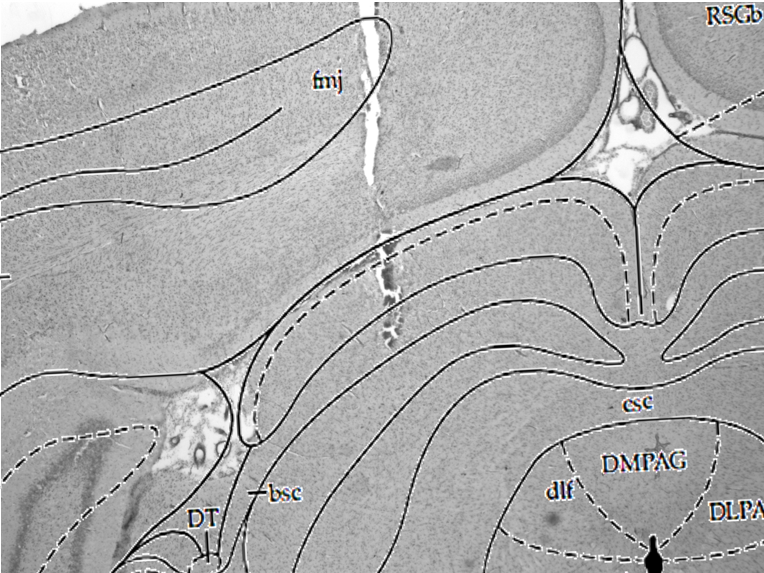 RSGb
fmj
csc
DMPAG
dlf
bsc
DLPA
DT